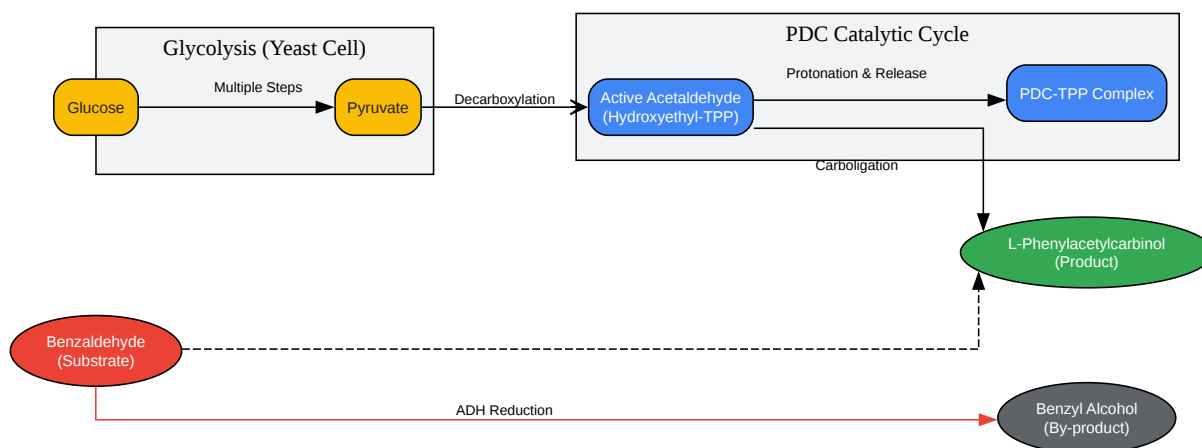 Glycolysis (Yeast Cell)
Glucose
Multiple Steps
Pyruvate
Decarboxylation
PDC Catalytic Cycle
Active Acetaldehyde
(Hydroxyethyl-TPP)
Protonation & Release
PDC-TPP Complex
Carboligation
L-Phenylacetylcarbinol
(Product)
Benzaldehyde
(Substrate)
ADH Reduction
Benzyl Alcohol
(By-product)